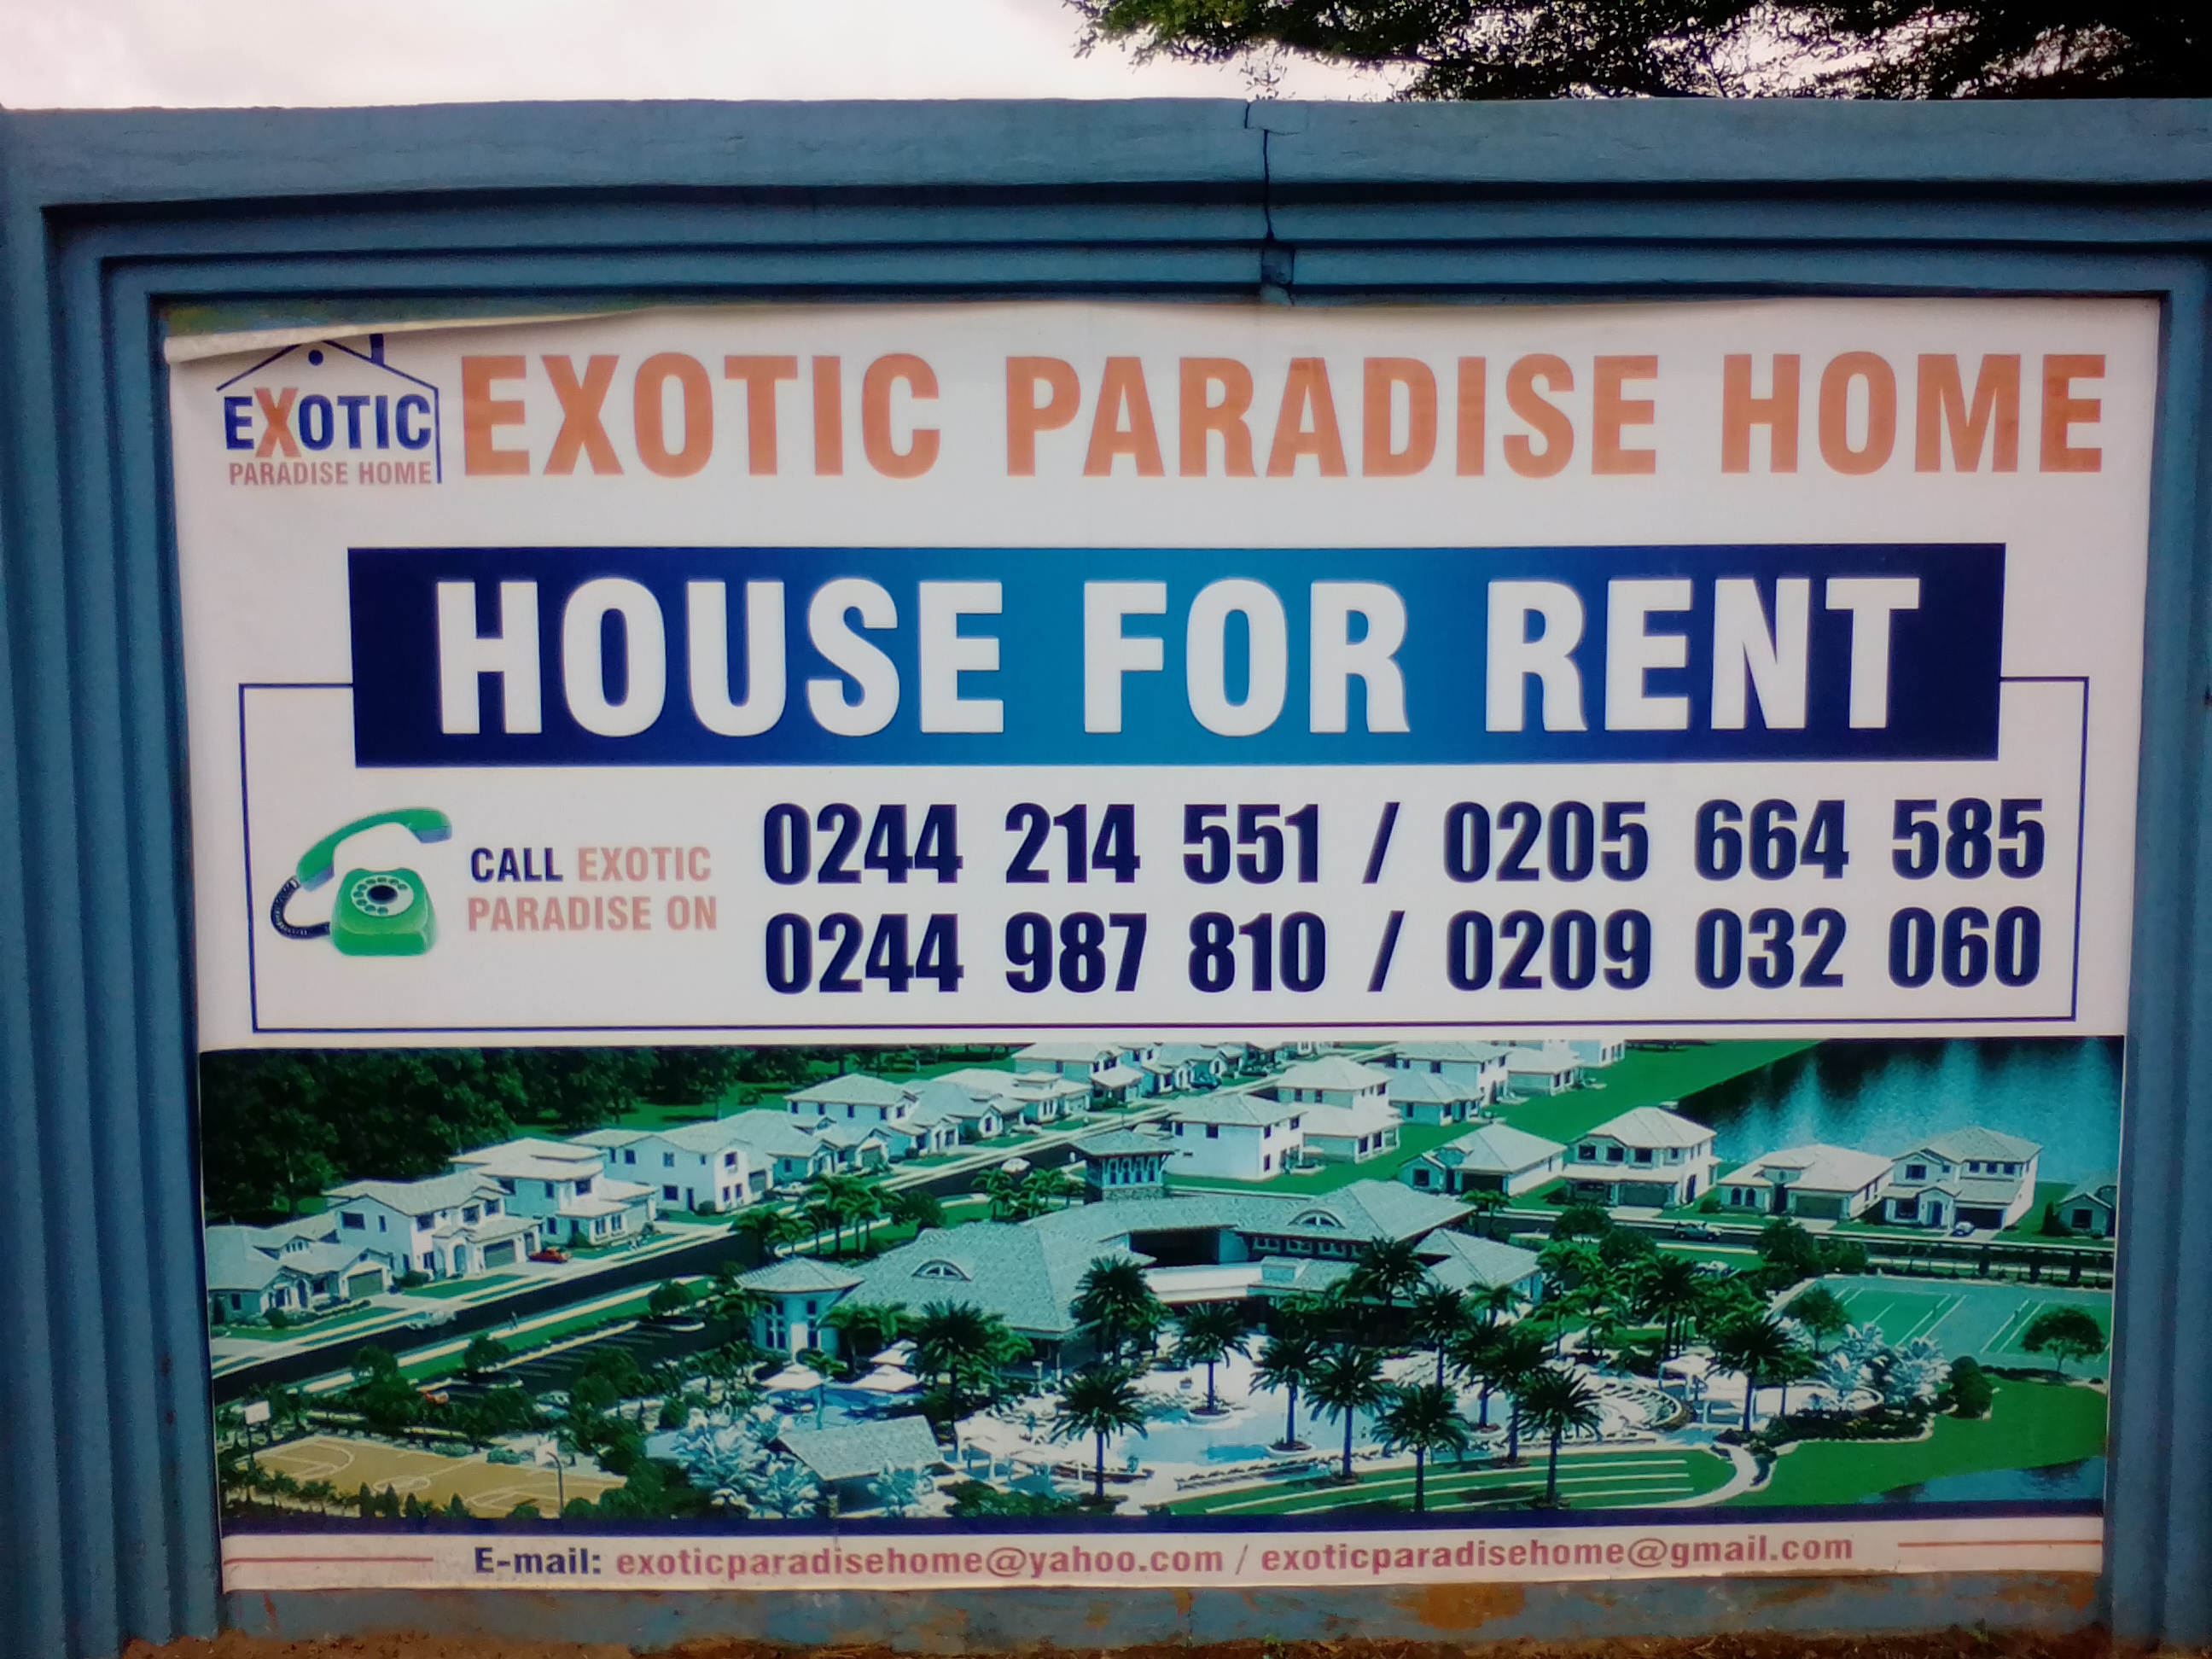 EXOTIC
PARADISE HOME
EXOTIC PARADISE HOME
HOUSE FOR RENT
CALL EXOTIC
PARADISE ON
0244 214 551 / 0205 664 585
0244 987 810 / 0209 032 060
E-mail: exoticparadisehome@yahoo.com / exoticparadisehome@gmail.com